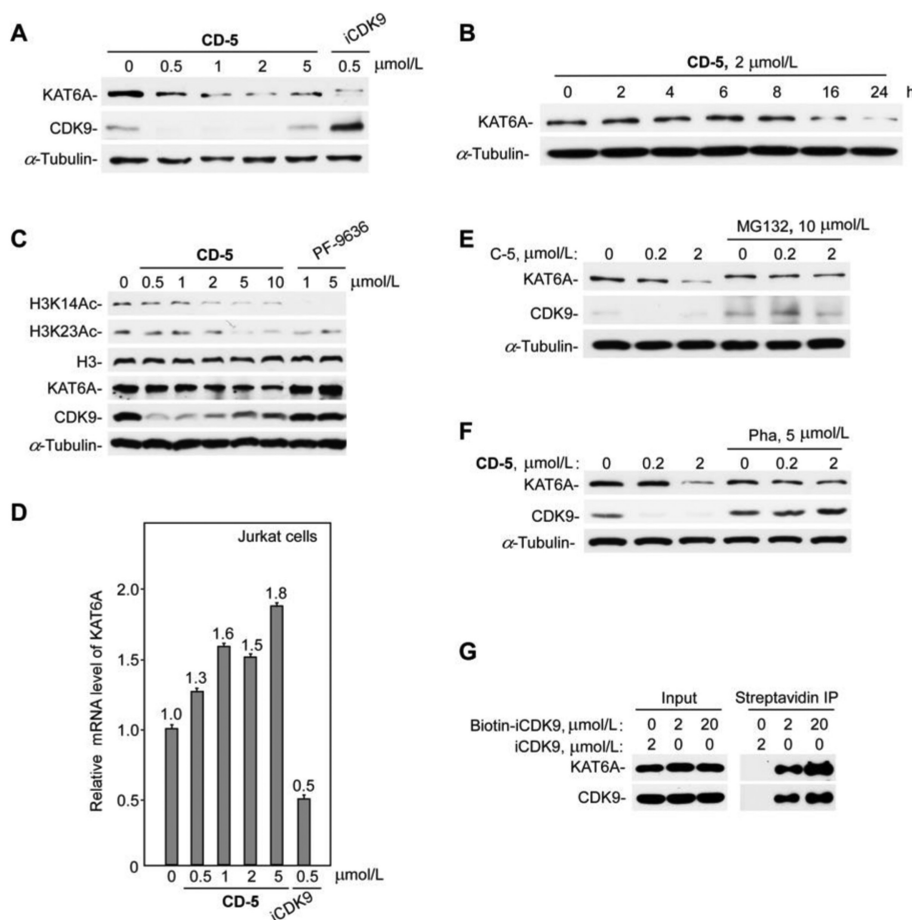 A
CD-5 iCDK9
0 0.5 1 2 5 0.5 μmol/L
KAT6A-
CDK9-
α-Tubulin-
B
CD-5, 2 μmol/L
0 2 4 6 8 16 24 h
KAT6A-
α-Tubulin-
C
CD-5 PF-9636
0 0.5 1 2 5 10 1 5 μmol/L
H3K14Ac-
H3K23Ac-
H3-
KAT6A-
CDK9-
α-Tubulin-
D
Jurkat cells
Relative mRNA level of KAT6A
2.0
1.5
1.0
0.5
0
1.0 1.3 1.6 1.5 1.8 0.5
0 0.5 1 2 5 0.5 μmol/L
CD-5 iCDK9
E
MG132, 10 μmol/L
C-5, μmol/L: 0 0.2 2 0 0.2 2
KAT6A-
CDK9-
α-Tubulin-
F
Pha, 5 μmol/L
CD-5, μmol/L: 0 0.2 2 0 0.2 2
KAT6A-
CDK9-
α-Tubulin-
G
Input Streptavidin IP
Biotin-iCDK9, μmol/L: 0 2 20 0 2 20
iCDK9, μmol/L: 2 0 0 2 0 0
KAT6A-
CDK9-